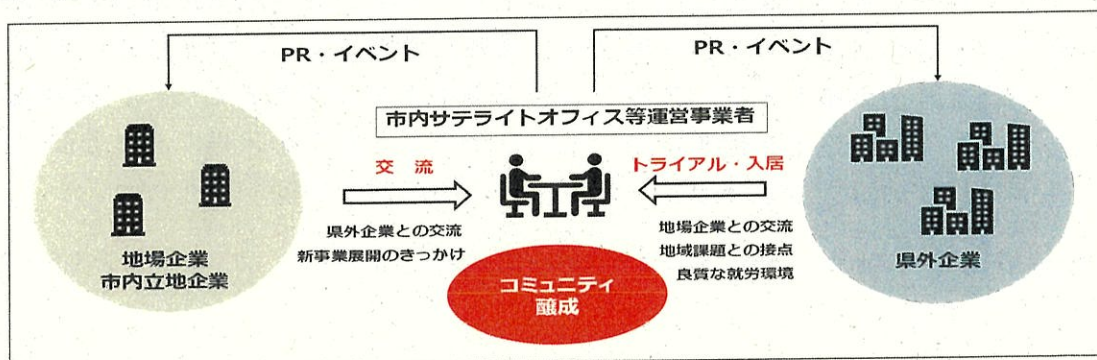 PR・イベント
PR・イベント
市内サテライトオフィス等運営事業者
交 流
トライアル・入居
県外企業との交流
新事業展開のきっかけ
地場企業との交流
地域課題との接点
良質な就労環境
地場企業
市内立地企業
県外企業
コミュニティ
醸成